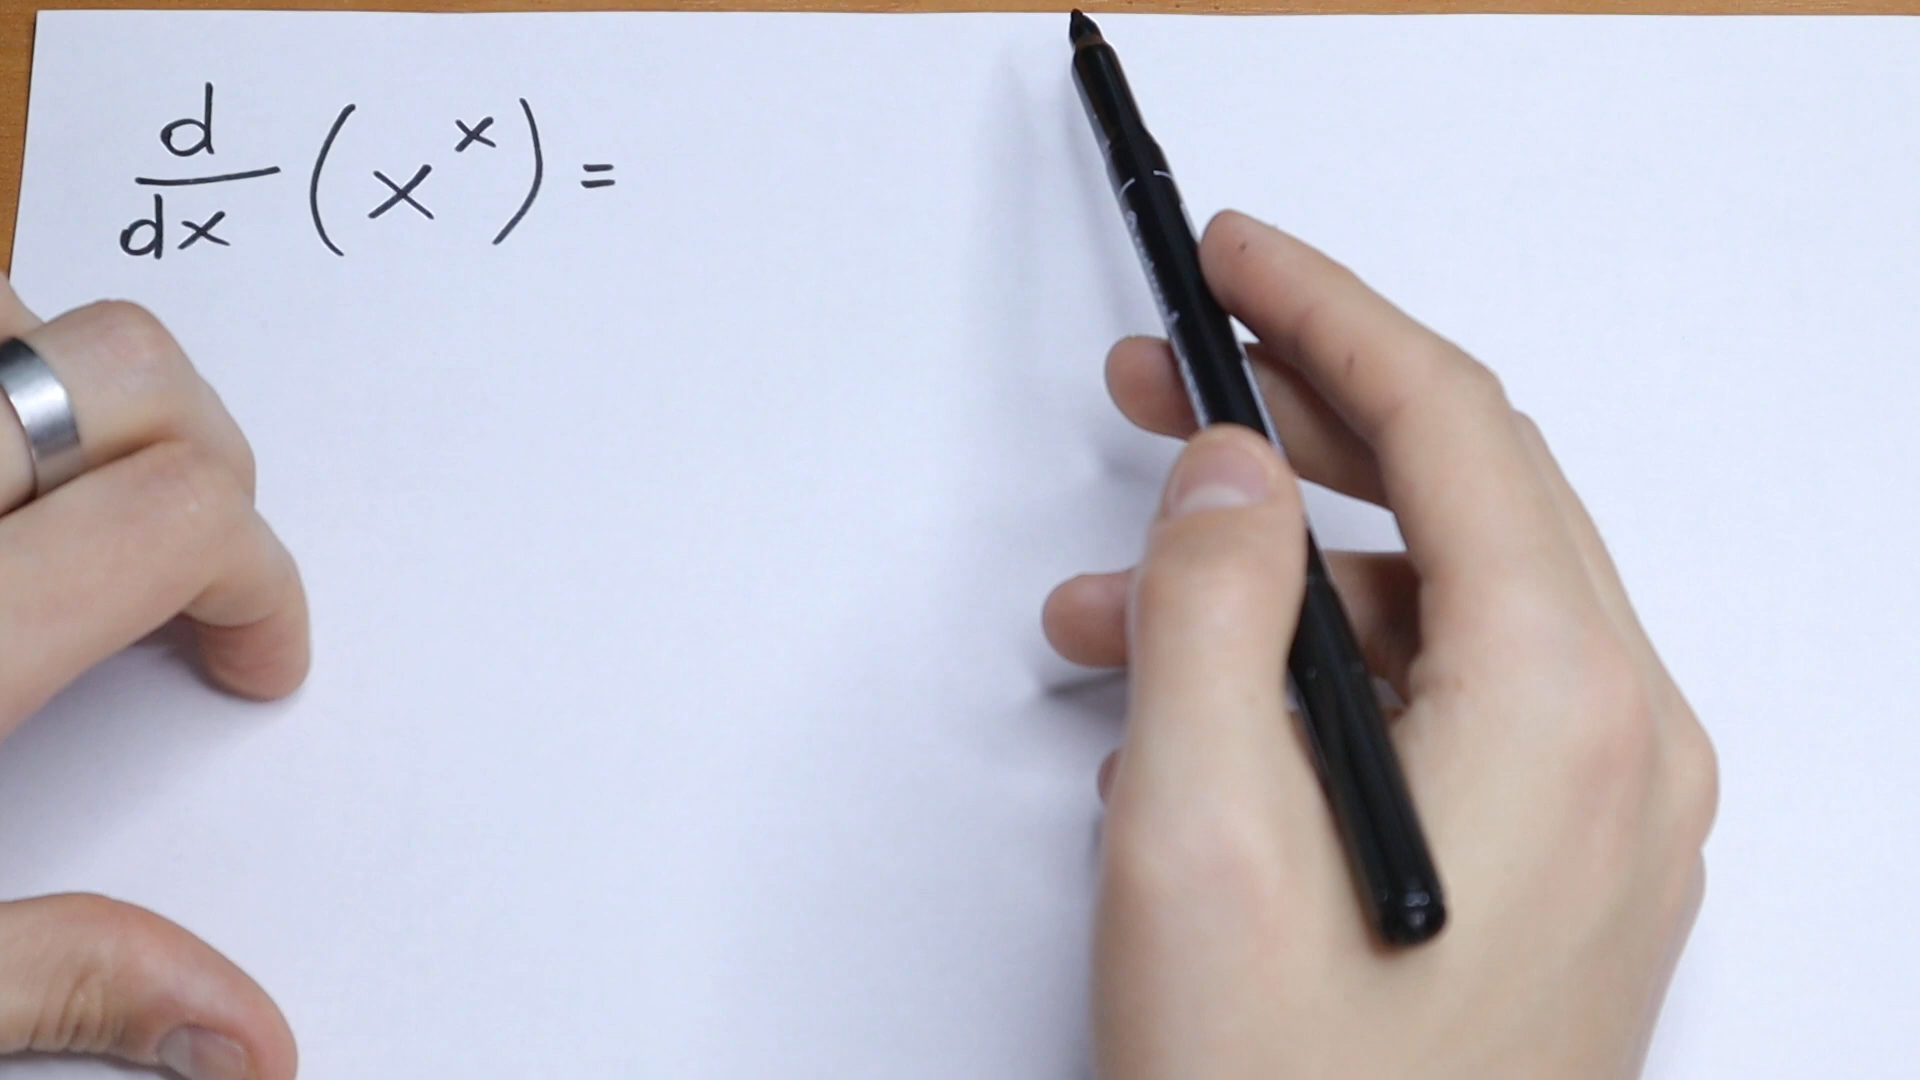 d/dx (x^x) =